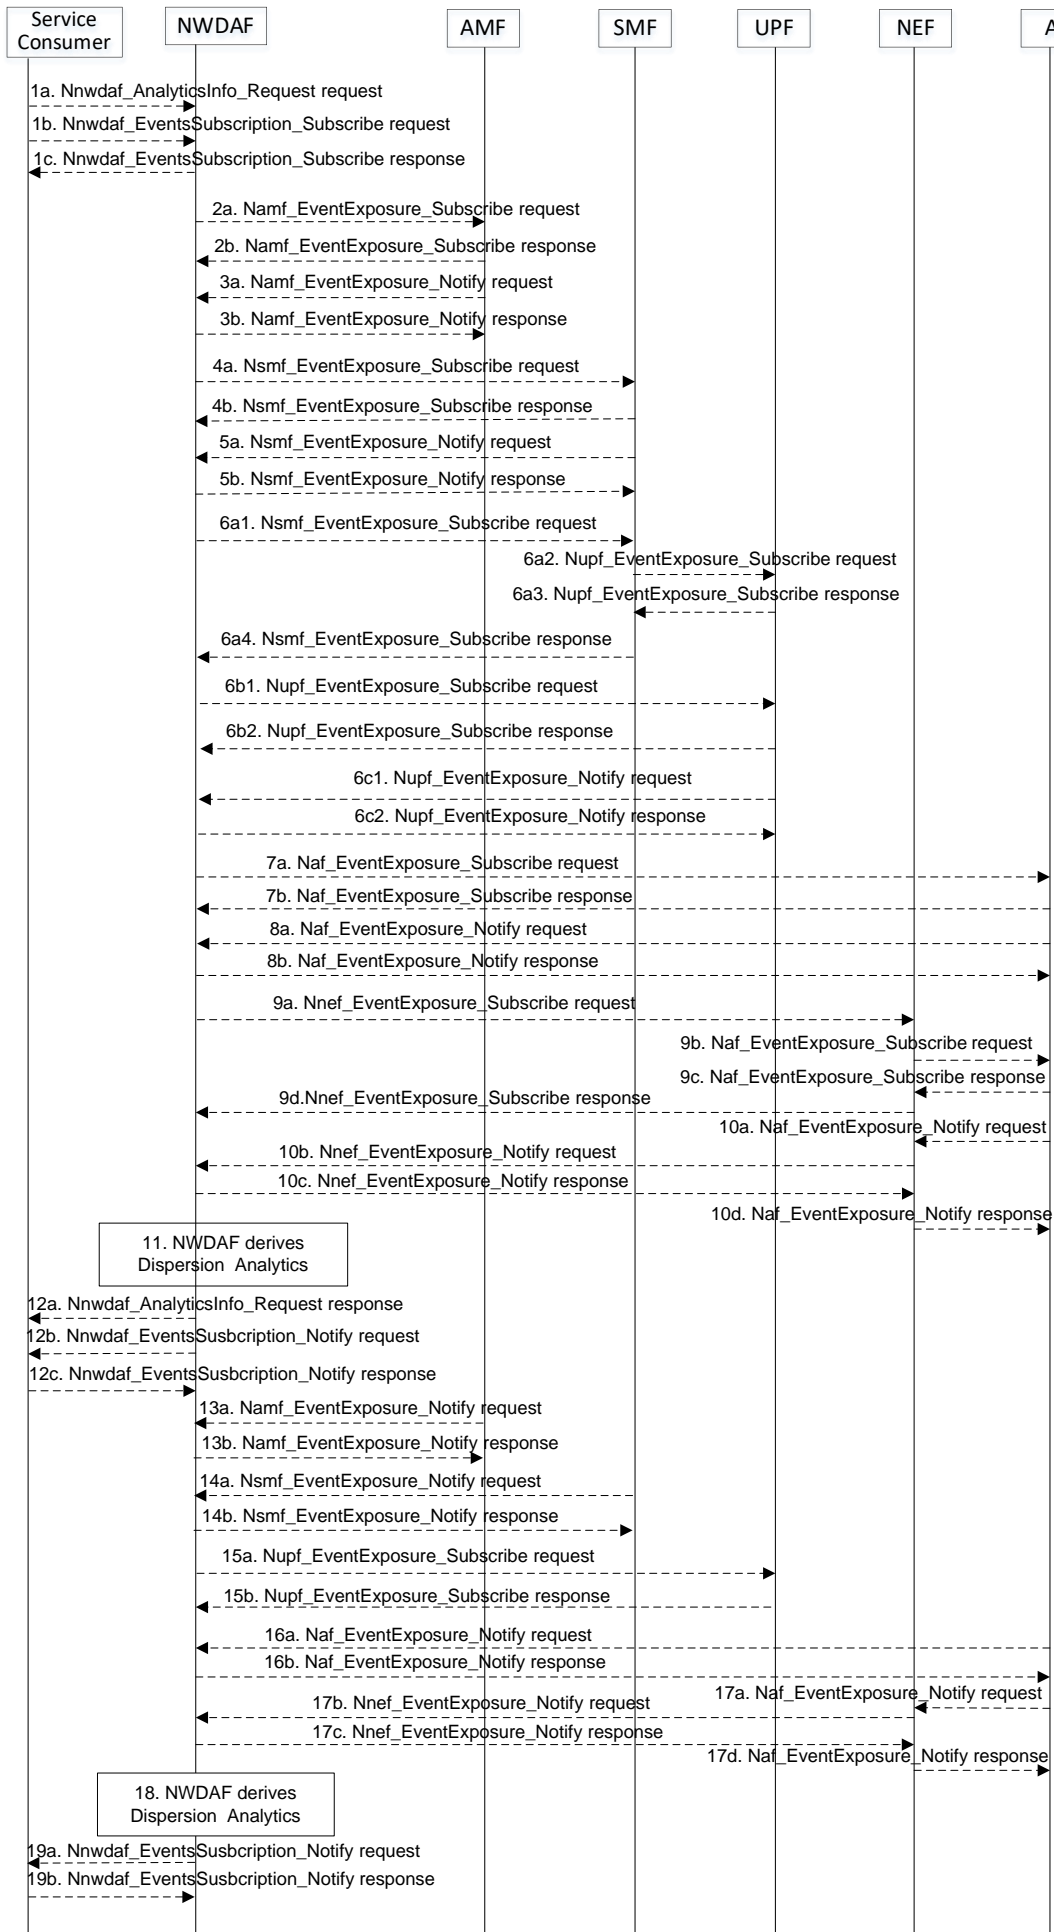 Service
Consumer
NWDAF
AMF
SMF
UPF
NEF
A
1a. Nnwdaf_AnalyticsInfo_Request request
1b. Nnwdaf_EventsSubscription_Subscribe request
1c. Nnwdaf_EventsSubscription_Subscribe response
2a. Namf_EventExposure_Subscribe request
2b. Namf_EventExposure_Subscribe response
3a. Namf_EventExposure_Notify request
3b. Namf_EventExposure_Notify response
4a. Nsmf_EventExposure_Subscribe request
4b. Nsmf_EventExposure_Subscribe response
5a. Nsmf_EventExposure_Notify request
5b. Nsmf_EventExposure_Notify response
6a1. Nsmf_EventExposure_Subscribe request
6a2. Nupf_EventExposure_Subscribe request
6a3. Nupf_EventExposure_Subscribe response
6a4. Nsmf_EventExposure_Subscribe response
6b1. Nupf_EventExposure_Subscribe request
6b2. Nupf_EventExposure_Subscribe response
6c1. Nupf_EventExposure_Notify request
6c2. Nupf_EventExposure_Notify response
7a. Naf_EventExposure_Subscribe request
7b. Naf_EventExposure_Subscribe response
8a. Naf_EventExposure_Notify request
8b. Naf_EventExposure_Notify response
9a. Nnef_EventExposure_Subscribe request
9b. Naf_EventExposure_Subscribe request
9c. Naf_EventExposure_Subscribe response
9d.Nnef_EventExposure_Subscribe response
10a. Naf_EventExposure_Notify request
10b. Nnef_EventExposure_Notify request
10c. Nnef_EventExposure_Notify response
10d. Naf_EventExposure_Notify response
11. NWDAF derives
Dispersion Analytics
12a. Nnwdaf_AnalyticsInfo_Request response
12b. Nnwdaf_EventsSusbcription_Notify request
12c. Nnwdaf_EventsSusbcription_Notify response
13a. Namf_EventExposure_Notify request
13b. Namf_EventExposure_Notify response
14a. Nsmf_EventExposure_Notify request
14b. Nsmf_EventExposure_Notify response
15a. Nupf_EventExposure_Subscribe request
15b. Nupf_EventExposure_Subscribe response
16a. Naf_EventExposure_Notify request
16b. Naf_EventExposure_Notify response
17a. Naf_EventExposure_Notify request
17b. Nnef_EventExposure_Notify request
17c. Nnef_EventExposure_Notify response
17d. Naf_EventExposure_Notify response
18. NWDAF derives
Dispersion Analytics
19a. Nnwdaf_EventsSusbcription_Notify request
19b. Nnwdaf_EventsSusbcription_Notify response